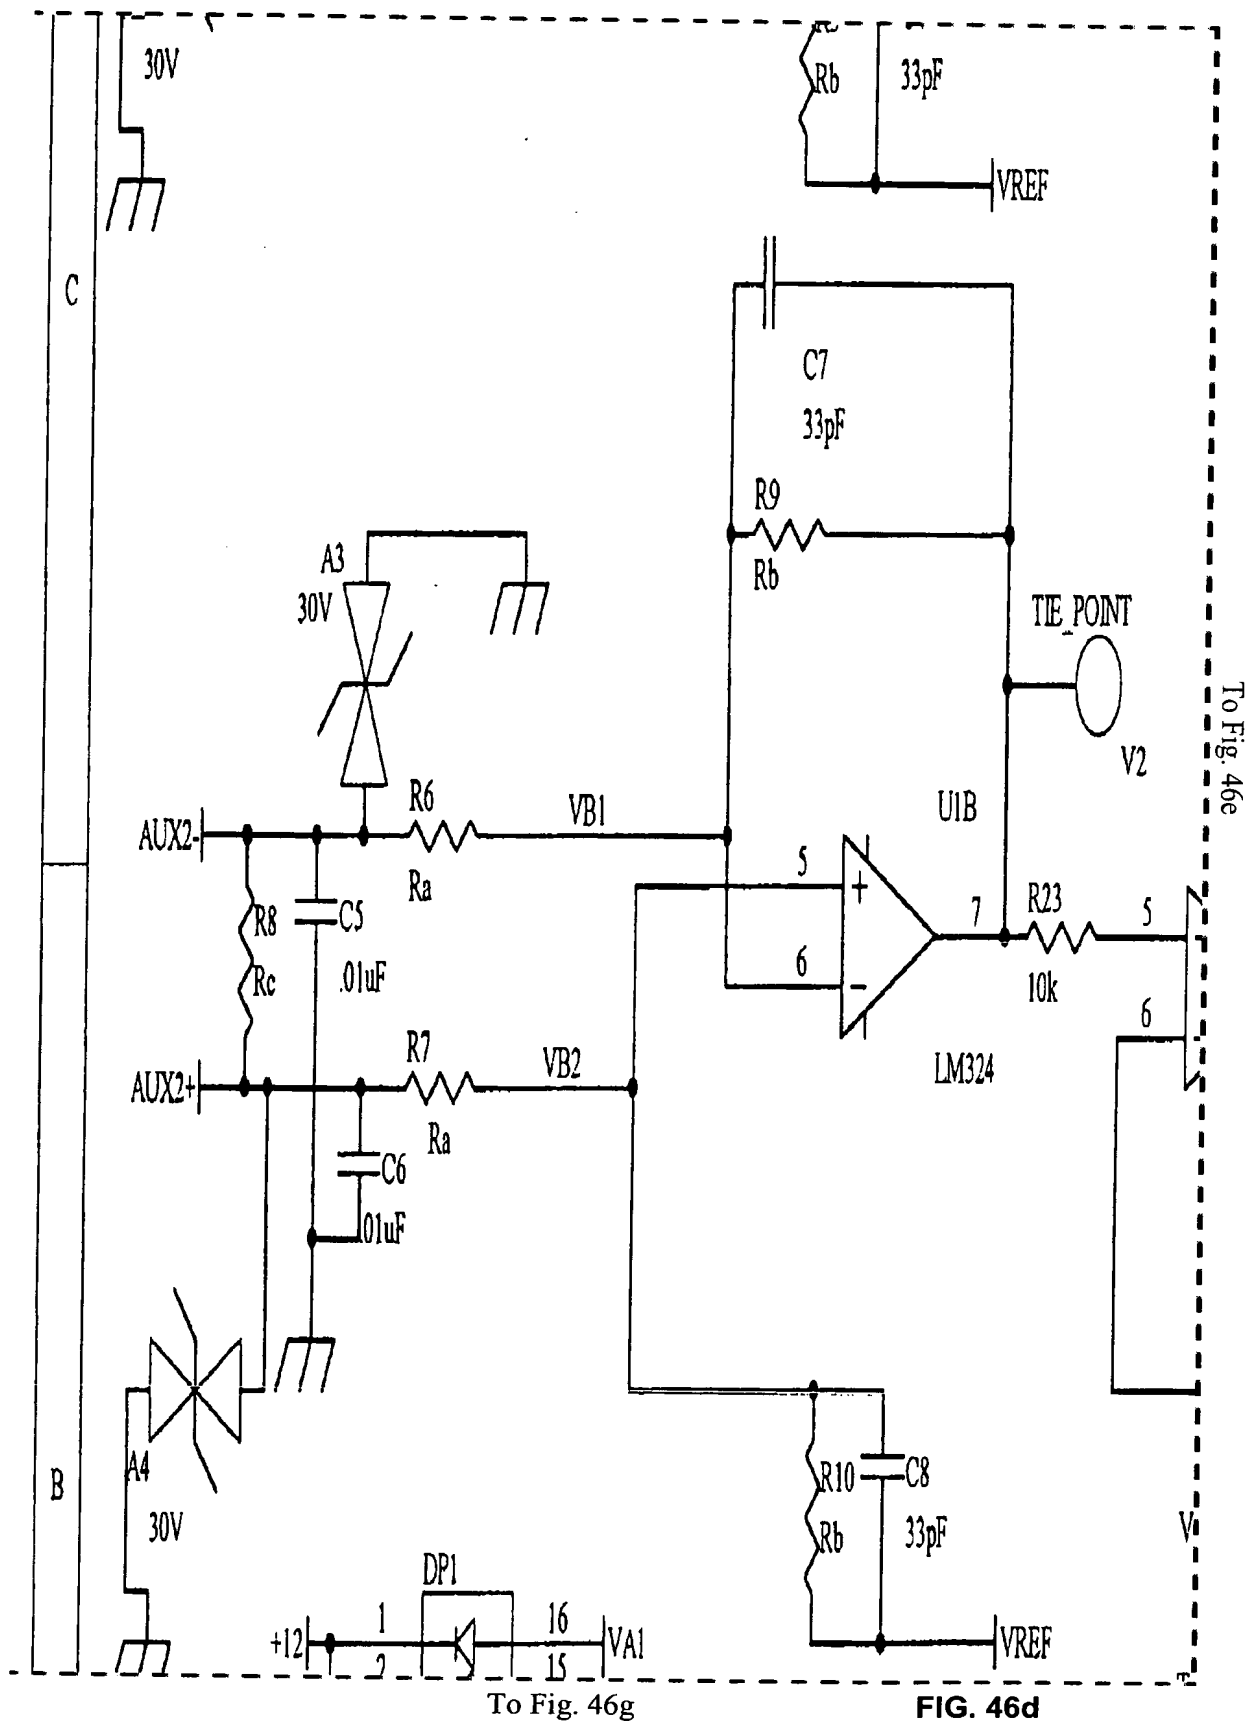 30V
Rb
33pF
VREF
C
C7
33pF
R9
Rb
A3
30V
TIE_POINT
V2
To Fig. 46e
R6
VB1
U1B
AUX2-
Ra
5
R8
C5
+
7
R23
5
Rc
.01uF
6
-
10k
6
R7
VB2
LM324
AUX2+
Ra
C6
.01uF
A4
B
R10
C8
30V
Rb
33pF
V
DP1
+12
1
16
VA1
VREF
2
15
To Fig. 46g
FIG. 46d